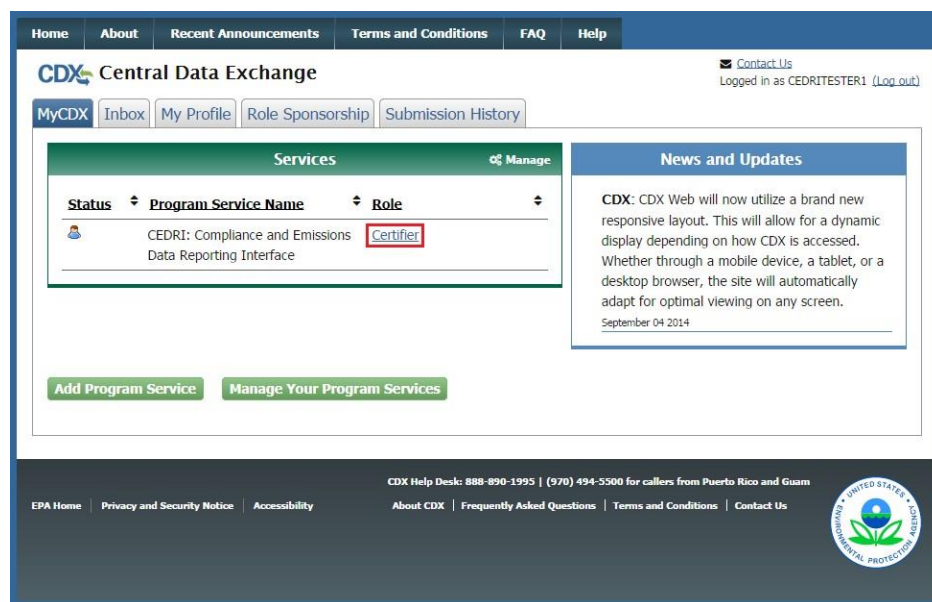 Home About Recent Announcements Terms and Conditions FAQ Help
CDX Central Data Exchange
Contact Us
Logged in as CEDRITESTER1 (Log out)
MyCDX Inbox My Profile Role Sponsorship Submission History
Services Manage
Status Program Service Name Role
CEDRI: Compliance and Emissions Certifier
Data Reporting Interface
News and Updates
CDX: CDX Web will now utilize a brand new
responsive layout. This will allow for a dynamic
display depending on how CDX is accessed.
Whether through a mobile device, a tablet, or a
desktop browser, the site will automatically
adapt for optimal viewing on any screen.
September 04 2014
Add Program Service Manage Your Program Services
CDX Help Desk: 888-890-1995 | (970) 494-5500 for callers from Puerto Rico and Guam
EPA Home | Privacy and Security Notice | Accessibility About CDX | Frequently Asked Questions | Terms and Conditions | Contact Us
UNITED STATES
ENVIRONMENTAL PROTECTION AGENCY